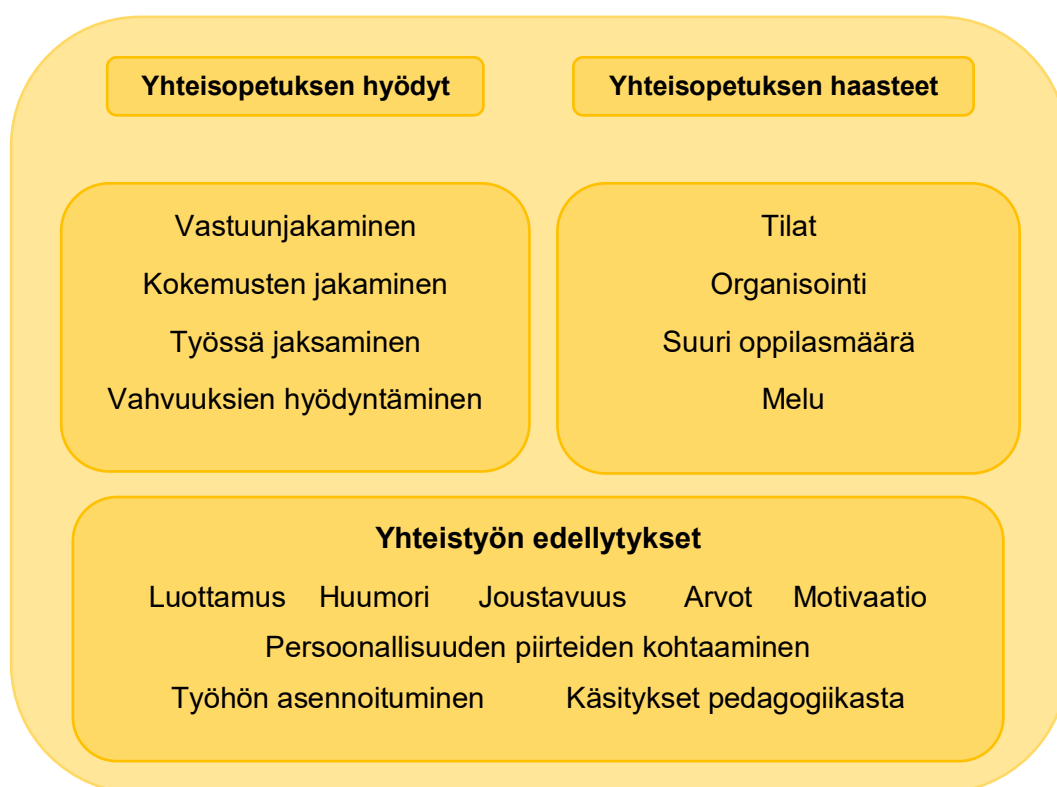 Yhteisopetuksen hyödyt
Yhteisopetuksen haasteet
Vastuunjakaminen
Kokemusten jakaminen
Työssä jaksaminen
Vahvuuksien hyödyntäminen
Tilat
Organisointi
Suuri oppilasmäärä
Melu
Yhteistyön edellytykset
Luottamus Huumori Joustavuus Arvot Motivaatio
Persoonallisuuden piirteiden kohtaaminen
Työhön asennoituminen Käsitykset pedagogiikasta